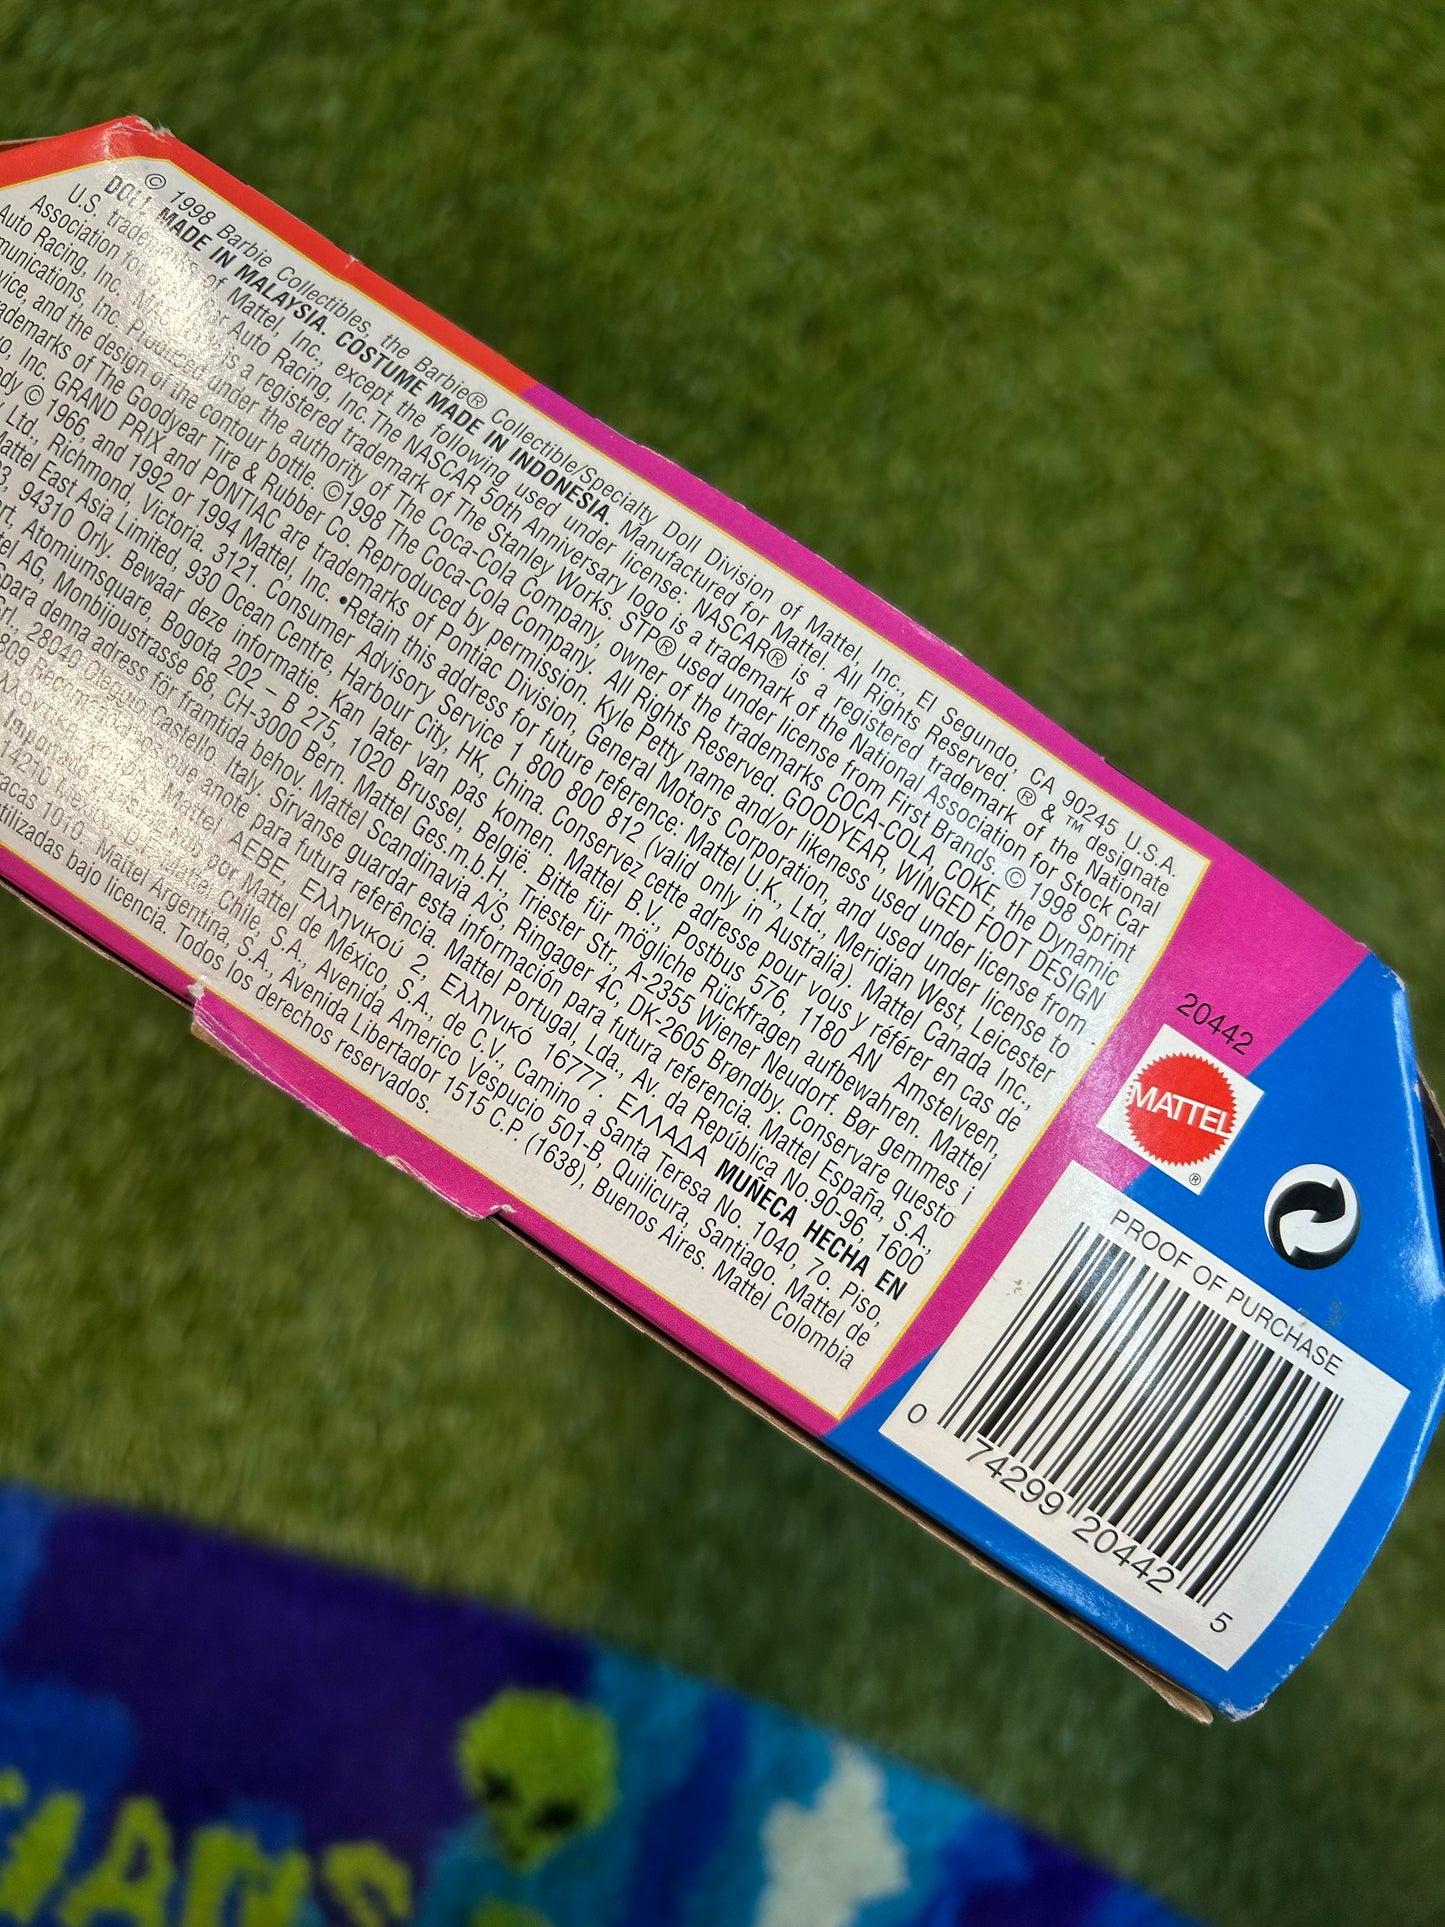 © 1998 Barbie Collectibles, the Barbie® Collectible/Specialty Doll Division of Mattel, Inc., El Segundo, CA 90245 U.S.A.
DOLL MADE IN MALAYSIA. COSTUME MADE IN INDONESIA. Manufactured for Mattel. All Rights Reserved. ® & ™ designate
U.S. trademarks of Mattel, Inc., except the following used under license: NASCAR® is a registered trademark of the National
Association for Auto Racing, Inc. The NASCAR 50th Anniversary logo is a trademark of the National Association for Stock Car
Auto Racing, Inc. is a registered trademark of The Stanley Works. STP® used under license from First Brands. © 1998 Sprint
Inc. Produced under the authority of The Coca-Cola Company, owner of the trademarks COCA-COLA, COKE, the Dynamic
and the design of the contour bottle. ©1998 The Coca-Cola Company. All Rights Reserved. GOODYEAR, WINGED FOOT DESIGN
of The Goodyear Tire & Rubber Co. Reproduced by permission. Kyle Petty name and/or likeness used under license from
Inc. GRAND PRIX and PONTIAC are trademarks of Pontiac Division, General Motors Corporation, and used under license to
© 1966, and 1992 or 1994 Mattel, Inc. •Retain this address for future reference: Mattel U.K., Ltd., Meridian West, Leicester
Ltd., Richmond, Victoria. 3121. Consumer Advisory Service 1 800 800 812 (valid only in Australia). Mattel Canada Inc.,
Mattel East Asia Limited, 930 Ocean Centre, Harbour City, HK, China. Conservez cette adresse pour vous y référer en cas de
94310 Orly. Bewaar deze informatie. Kan later van pas komen. Mattel B.V., Postbus 576, 1180 AN Amstelveen,
Atomiumsquare, Bogota 202 – B 275, 1020 Brussel, België. Bitte für mögliche Rückfragen aufbewahren. Mattel
AG, Monbijoustrasse 68, CH-3000 Bern. Mattel Ges.m.b.H., Triester Str., A-2355 Wiener Neudorf. Bør gemmes i
para denna adress för framtida behov. Mattel Scandinavia A/S, Ringager 4C, DK-2605 Brøndby. Conservare questo
28040 Oleggio Castello, Italy. Sírvanse guardar esta información para futura referencia. Mattel España, S.A.,
anote para futura referência. Mattel Portugal, Lda., Av. da República No.90-96, 1600
Mattel AEBE, Ελληνικού 2, Ελληνικό 16777. ΕΛΛΑΔΑ MUÑECA HECHA EN
por Mattel de México, S.A., de C.V., Camino a Santa Teresa No. 1040, 7o. Piso,
Mattel Chile, S.A., Avenida Americo Vespucio 501-B, Quilicura, Santiago. Mattel de
Mattel Argentina, S.A., Avenida Libertador 1515 C.P. (1638), Buenos Aires. Mattel Colombia
utilizadas bajo licencia. Todos los derechos reservados.
20442
MATTEL
®
PROOF OF PURCHASE
0 74299 20442 5